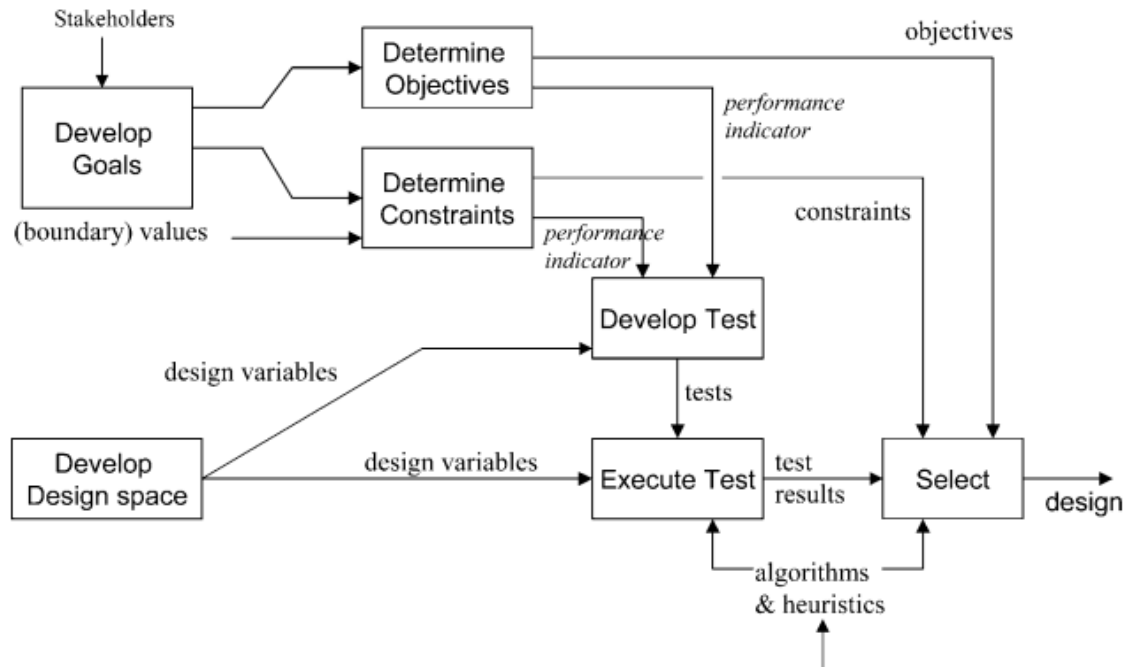 Stakeholders
Determine
Objectives
objectives
Develop
Goals
performance
indicator
Determine
Constraints
constraints
(boundary) values
performance
indicator
Develop Test
design variables
tests
Develop
Design space
design variables
Execute Test
test
results
Select
design
algorithms
& heuristics